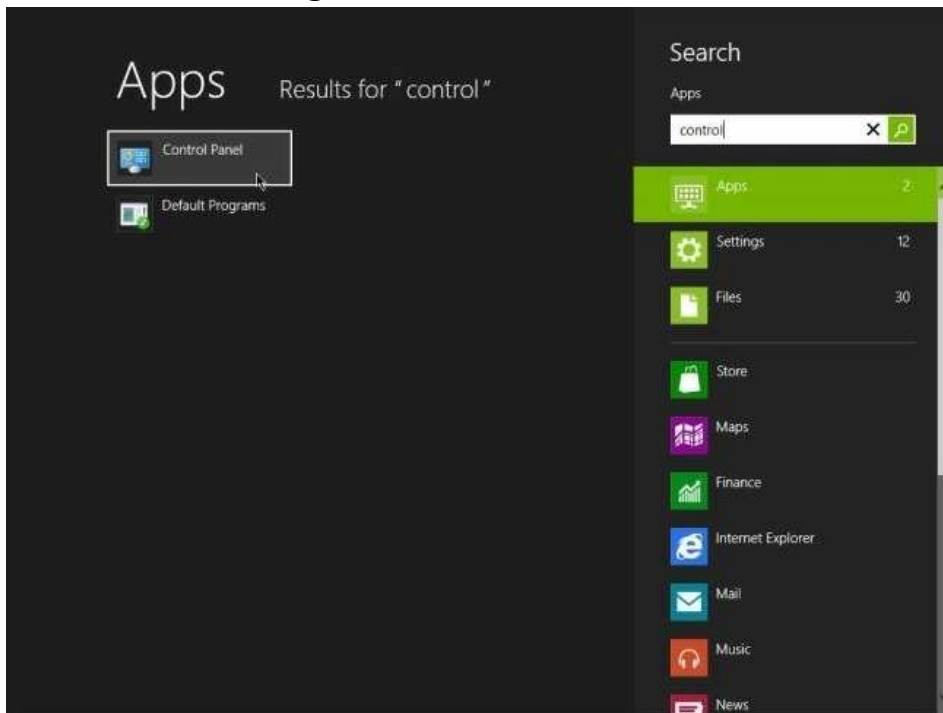 Apps
Results for "control"
Control Panel
Default Programs
Search
Apps
control
Apps 2
Settings 12
Files 30
Store
Maps
Finance
Internet Explorer
Mail
Music
News